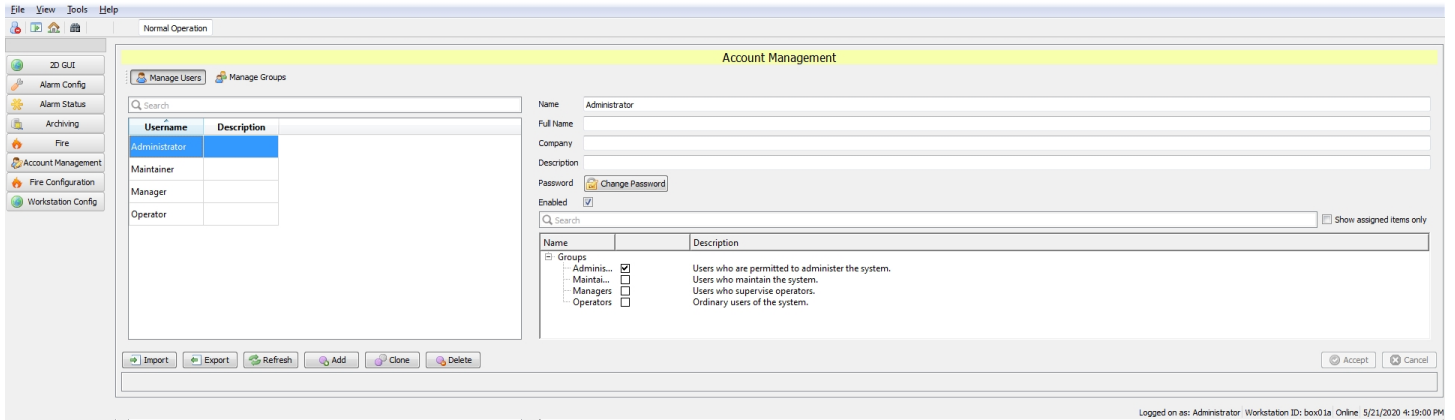 File View Tools Help
Normal Operation
2D GUI
Alarm Config
Alarm Status
Archiving
Fire
Account Management
Fire Configuration
Workstation Config
Account Management
Manage Users Manage Groups
Search
Username Description
Administrator
Maintainer
Manager
Operator
Name Administrator
Full Name
Company
Description
Password Change Password
Enabled
Search Show assigned items only
Name Description
Groups
Adminis... Users who are permitted to administer the system.
Maintai... Users who maintain the system.
Managers Users who supervise operators.
Operators Ordinary users of the system.
Import Export Refresh Add Clone Delete Accept Cancel
Logged on as: Administrator Workstation ID: box01a Online 5/21/2020 4:19:00 PM